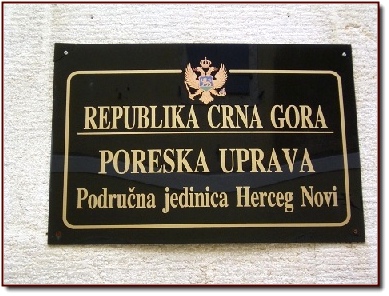 REPUBLIKA CRNA GORA
PORESKA UPRAVA
Područna jedinica Herceg Novi